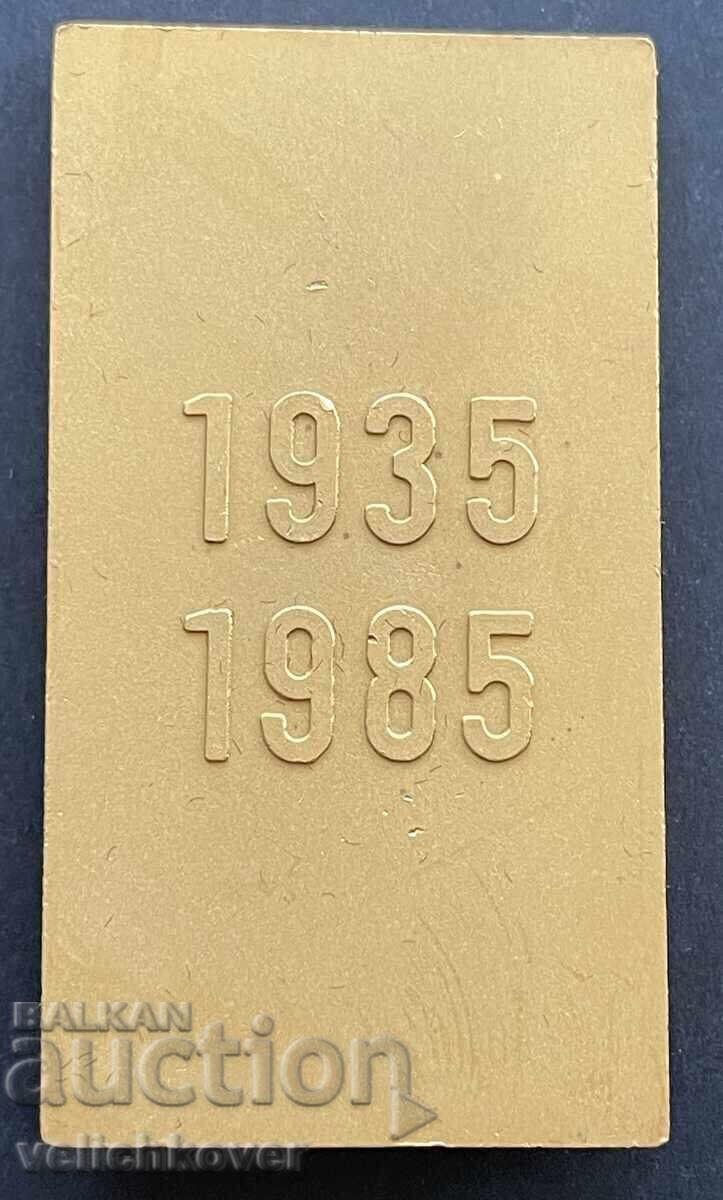 1935
1985
BALKAN
auction
velichkover